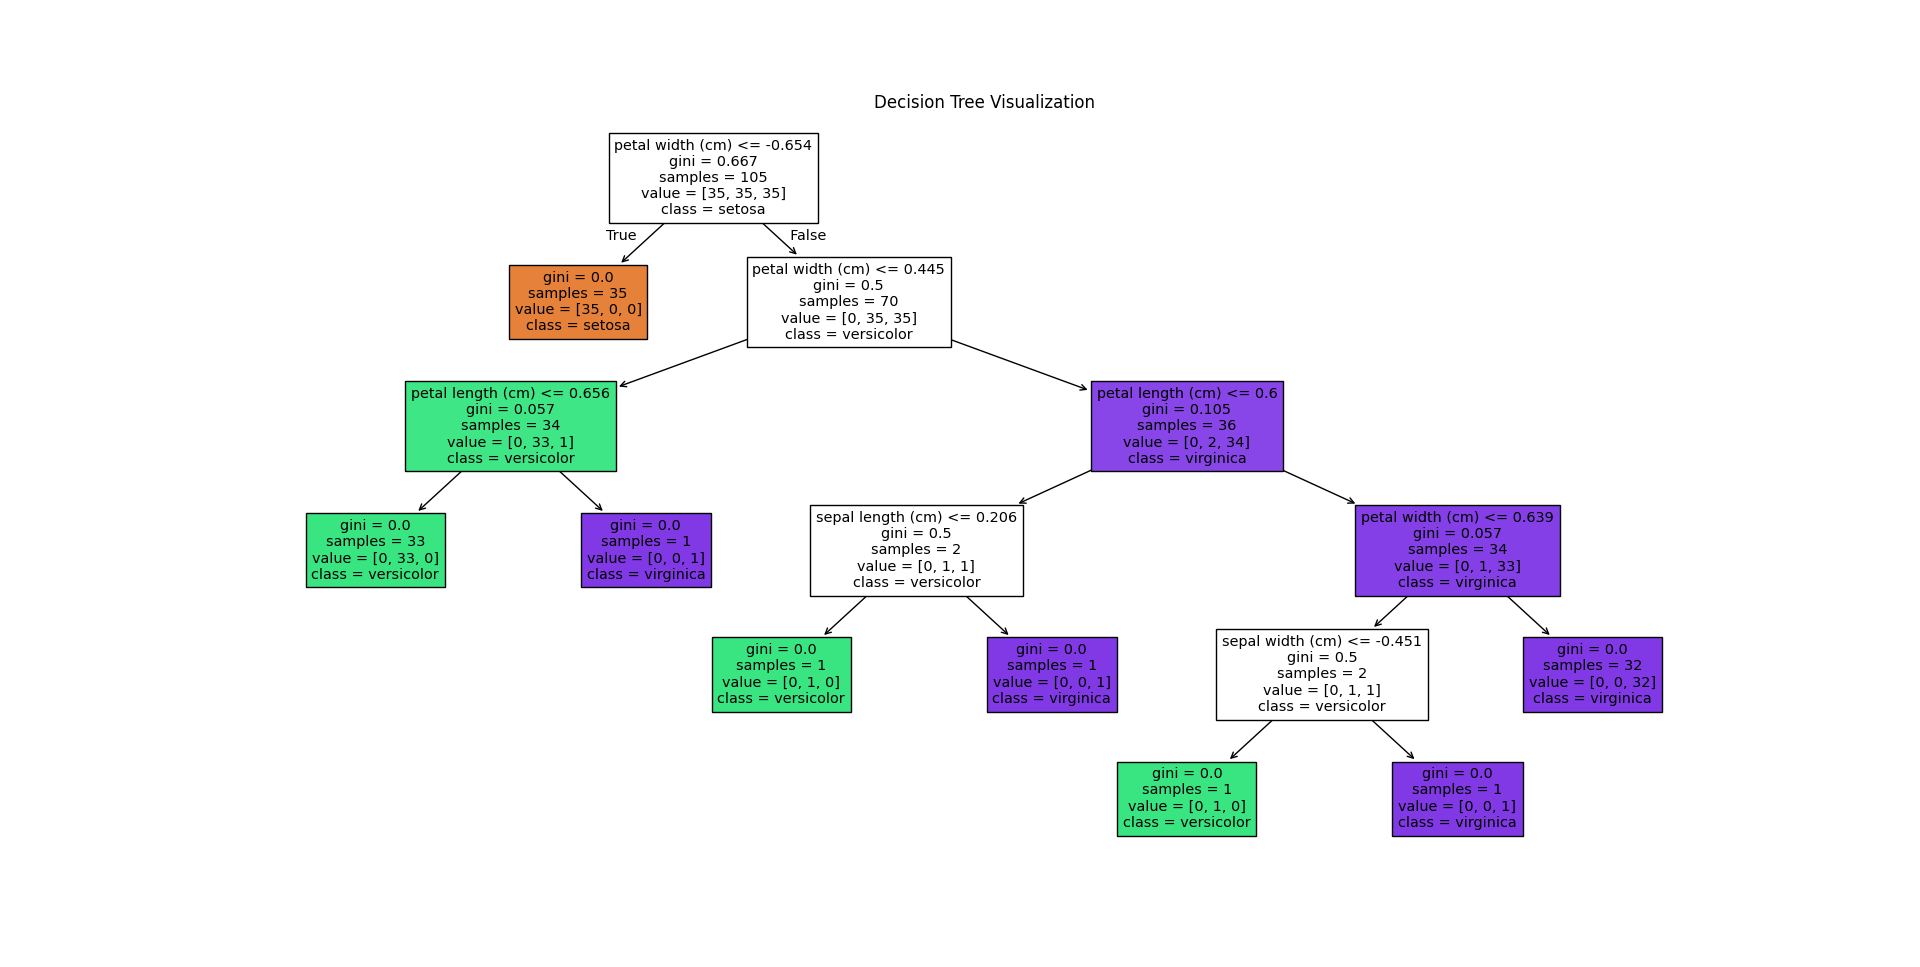 Decision Tree Visualization
petal width (cm) <= -0.654
gini = 0.667
samples = 105
value = [35, 35, 35]
class = setosa
True
False
gini = 0.0
samples = 35
value = [35, 0, 0]
class = setosa
petal width (cm) <= 0.445
gini = 0.5
samples = 70
value = [0, 35, 35]
class = versicolor
petal length (cm) <= 0.656
gini = 0.057
samples = 34
value = [0, 33, 1]
class = versicolor
petal length (cm) <= 0.6
gini = 0.105
samples = 36
value = [0, 2, 34]
class = virginica
gini = 0.0
samples = 33
value = [0, 33, 0]
class = versicolor
gini = 0.0
samples = 1
value = [0, 0, 1]
class = virginica
sepal length (cm) <= 0.206
gini = 0.5
samples = 2
value = [0, 1, 1]
class = versicolor
petal width (cm) <= 0.639
gini = 0.057
samples = 34
value = [0, 1, 33]
class = virginica
gini = 0.0
samples = 1
value = [0, 1, 0]
class = versicolor
gini = 0.0
samples = 1
value = [0, 0, 1]
class = virginica
sepal width (cm) <= -0.451
gini = 0.5
samples = 2
value = [0, 1, 1]
class = versicolor
gini = 0.0
samples = 32
value = [0, 0, 32]
class = virginica
gini = 0.0
samples = 1
value = [0, 1, 0]
class = versicolor
gini = 0.0
samples = 1
value = [0, 0, 1]
class = virginica